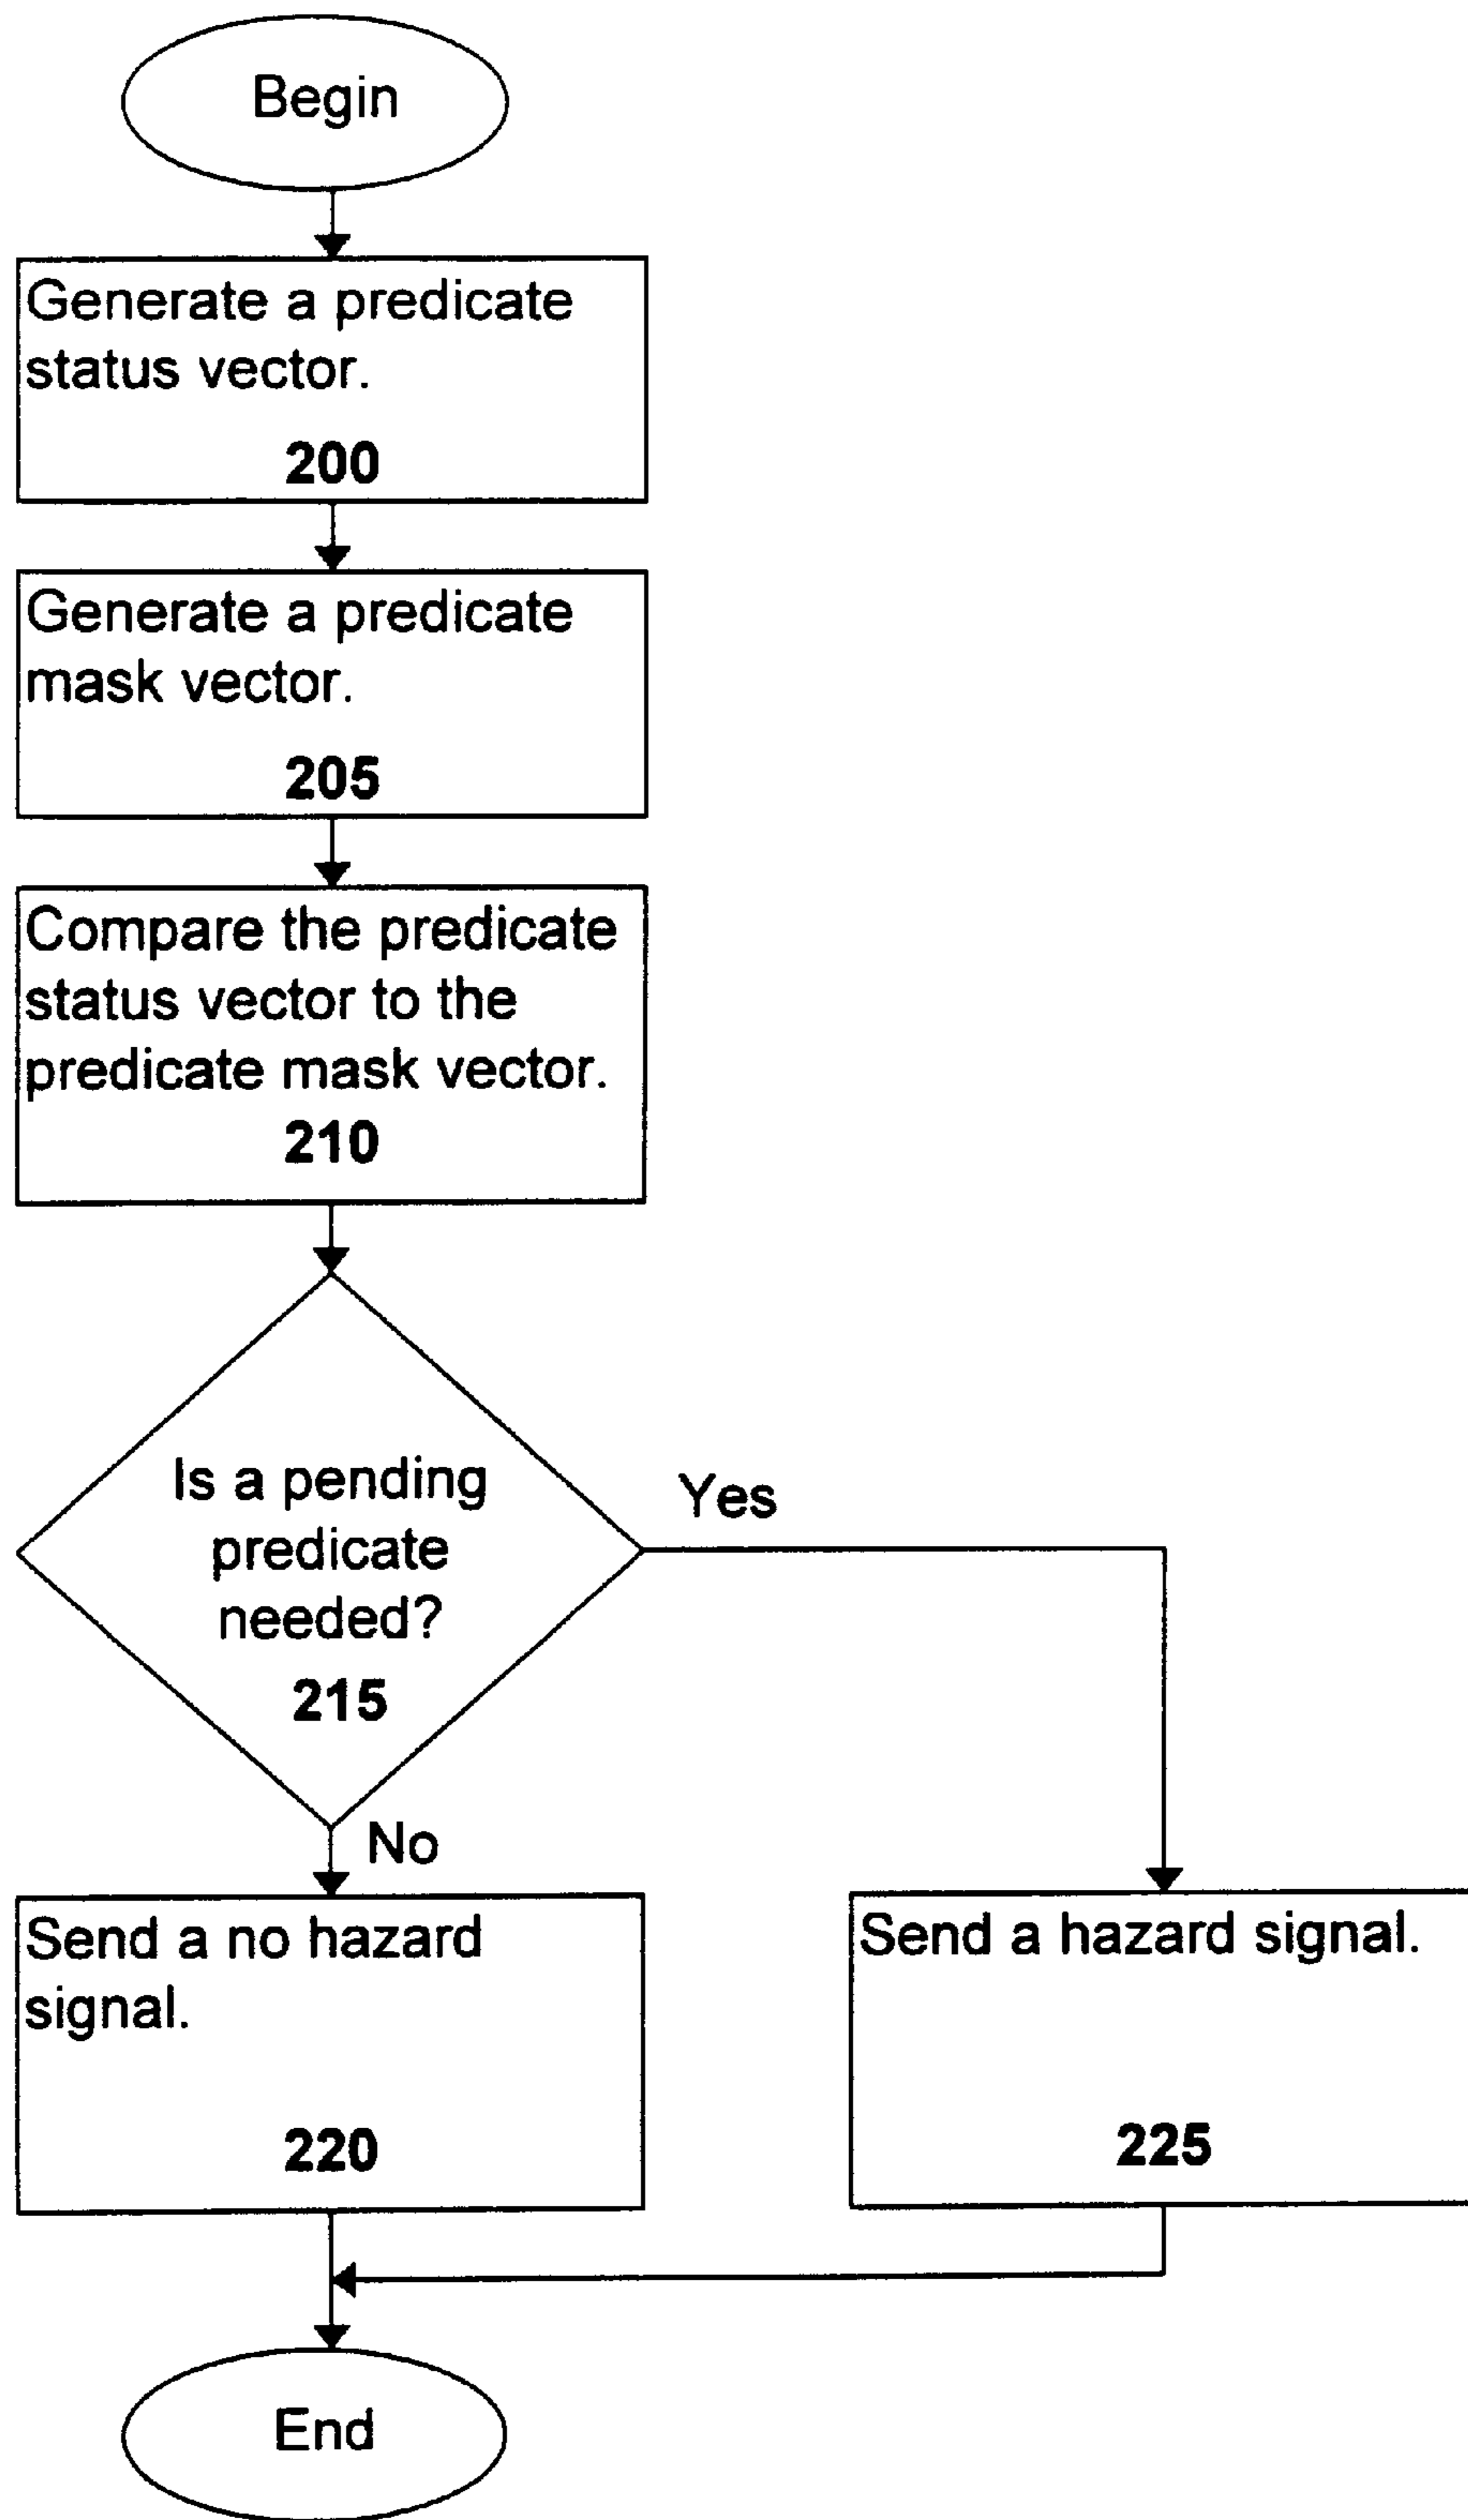 Begin
Generate a predicate
status vector.
200
Generate a predicate
mask vector.
205
Compare the predicate
status vector to the
predicate mask vector.
210
Is a pending
predicate
needed?
215
Yes
No
Send a no hazard
signal.
220
Send a hazard signal.
225
End